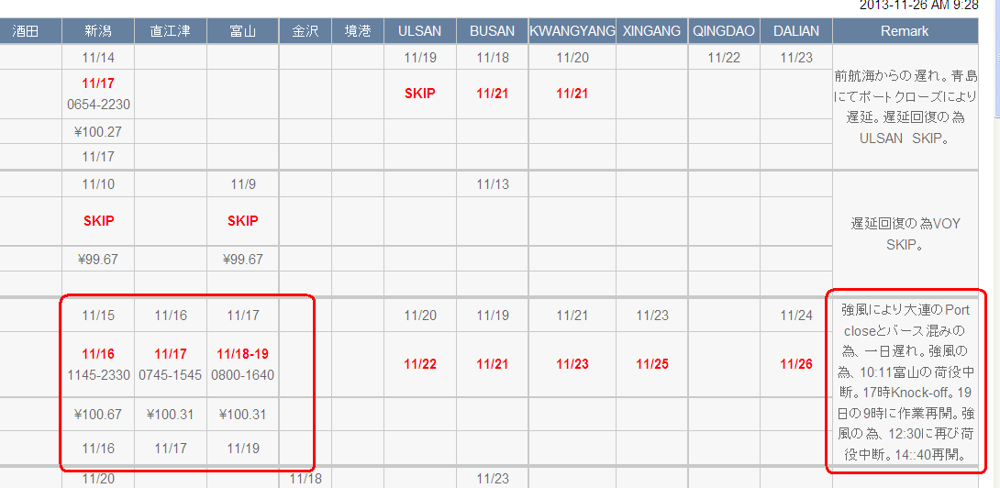 2013-11-26 AM 9:28
酒田 新潟 直江津 富山 金沢 境港 ULSAN BUSAN KWANGYANG XINGANG QINGDAO DALIAN Remark
11/14 11/19 11/18 11/20 11/22 11/23
11/17 SKIP 11/21 11/21
0654-2230
¥100.27
11/17
前航海からの遅れ。青島
にてポートクローズにより
遅延。遅延回復の為
ULSAN SKIP。
11/10 11/9 11/13
SKIP SKIP
¥99.67 ¥99.67
遅延回復の為VOY
SKIP。
11/15 11/16 11/17 11/20 11/19 11/21 11/23 11/24
11/16 11/17 11/18-19 11/22 11/21 11/23 11/25 11/26
1145-2330 0745-1545 0800-1640
¥100.67 ¥100.31 ¥100.31
11/16 11/17 11/19
強風により大連のPort
closeとバース混みの
為、一日遅れ。強風の
為、10:11富山の荷役中
断。17時Knock-off。19
日の9時に作業再開。強
風の為、12:30に再び荷
役中断。14::40再開。
11/20 11/18 11/23